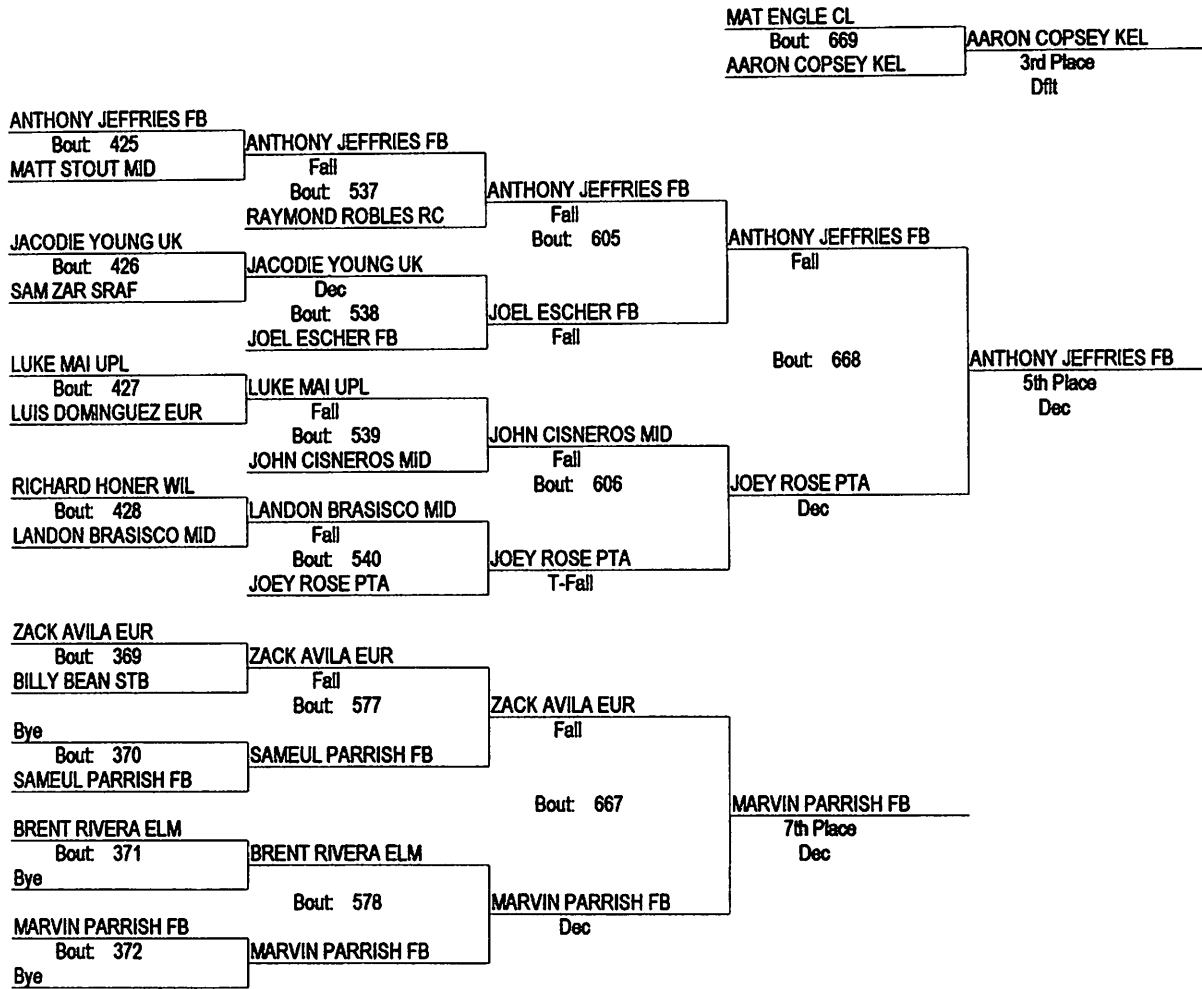 MAT ENGLE CL
Bout: 669
AARON COPSEY KEL
AARON COPSEY KEL
3rd Place
Dflt
ANTHONY JEFFRIES FB
Bout: 425
MATT STOUT MID
ANTHONY JEFFRIES FB
Fall
Bout: 537
RAYMOND ROBLES RC
ANTHONY JEFFRIES FB
Fall
Bout: 605
JACODIE YOUNG UK
Bout: 426
SAM ZAR SRAF
JACODIE YOUNG UK
Dec
Bout: 538
JOEL ESCHER FB
JOEL ESCHER FB
Fall
ANTHONY JEFFRIES FB
Fall
Bout: 668
LUKE MAI UPL
Bout: 427
LUIS DOMINGUEZ EUR
LUKE MAI UPL
Fall
Bout: 539
JOHN CISNEROS MID
JOHN CISNEROS MID
Fall
Bout: 606
ANTHONY JEFFRIES FB
5th Place
Dec
RICHARD HONER WIL
Bout: 428
LANDON BRASISCO MID
LANDON BRASISCO MID
Fall
Bout: 540
JOEY ROSE PTA
JOEY ROSE PTA
T-Fall
JOEY ROSE PTA
Dec
ZACK AVILA EUR
Bout: 369
BILLY BEAN STB
ZACK AVILA EUR
Fall
Bout: 577
Bye
Bout: 370
SAMEUL PARRISH FB
SAMEUL PARRISH FB
ZACK AVILA EUR
Fall
Bout: 667
BRENT RIVERA ELM
Bout: 371
Bye
BRENT RIVERA ELM
Bout: 578
MARVIN PARRISH FB
Bout: 372
Bye
MARVIN PARRISH FB
MARVIN PARRISH FB
Dec
MARVIN PARRISH FB
7th Place
Dec